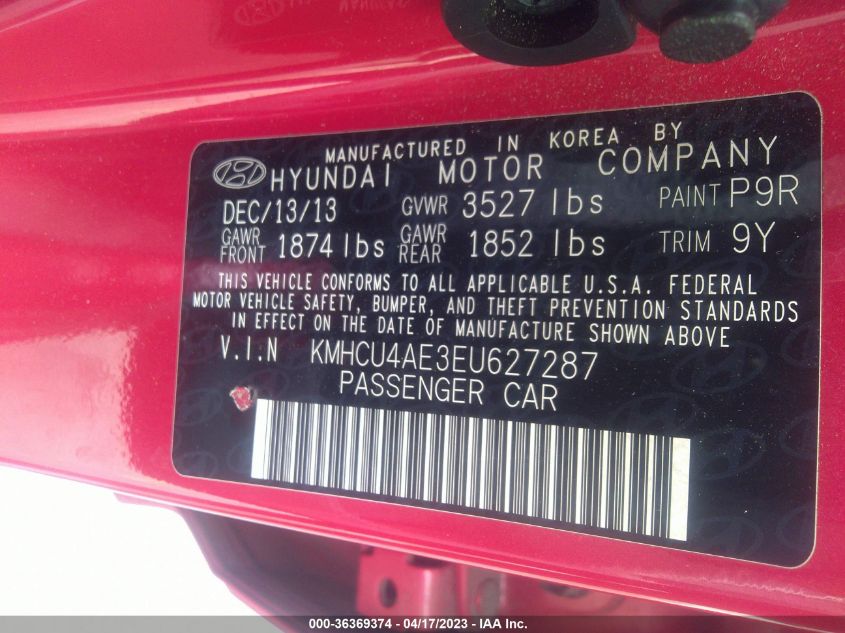 MANUFACTURED IN KOREA BY
HYUNDAI MOTOR COMPANY
DEC/13/13 GVWR 3527 lbs PAINT P9R
GAWR FRONT 1874 lbs GAWR REAR 1852 lbs TRIM 9Y
THIS VEHICLE CONFORMS TO ALL APPLICABLE U.S.A. FEDERAL
MOTOR VEHICLE SAFETY, BUMPER, AND THEFT PREVENTION STANDARDS
IN EFFECT ON THE DATE OF MANUFACTURE SHOWN ABOVE
V.I.N KMHCU4AE3EU627287
PASSENGER CAR
000-36369374 - 04/17/2023 - IAA Inc.